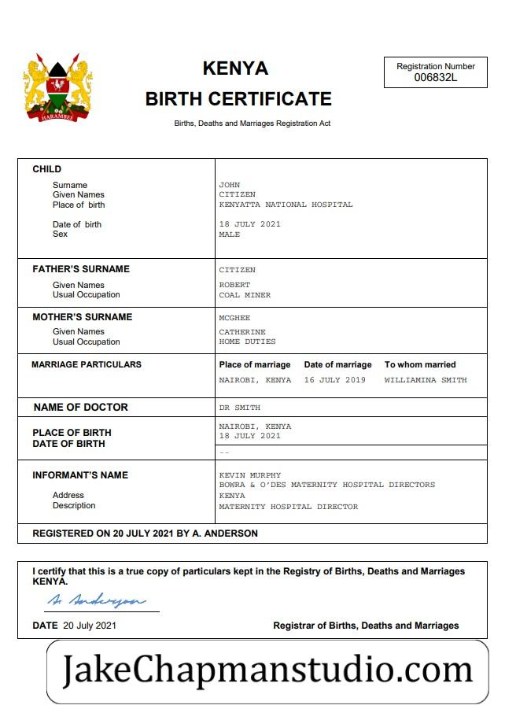 HARAMBEE
KENYA
BIRTH CERTIFICATE
Births, Deaths and Marriages Registration Act
Registration Number
006832L
CHILD
Surname JOHN
Given Names CITIZEN
Place of birth KENYATTA NATIONAL HOSPITAL
Date of birth 18 JULY 2021
Sex MALE
FATHER'S SURNAME CITIZEN
Given Names ROBERT
Usual Occupation COAL MINER
MOTHER'S SURNAME MCGHEE
Given Names CATHERINE
Usual Occupation HOME DUTIES
MARRIAGE PARTICULARS Place of marriage Date of marriage To whom married
NAIROBI, KENYA 16 JULY 2019 WILLIAMINA SMITH
NAME OF DOCTOR DR SMITH
PLACE OF BIRTH NAIROBI, KENYA
DATE OF BIRTH 18 JULY 2021
--
INFORMANT'S NAME KEVIN MURPHY
BOWRA & O'DES MATERNITY HOSPITAL DIRECTORS
Address KENYA
Description MATERNITY HOSPITAL DIRECTOR
REGISTERED ON 20 JULY 2021 BY A. ANDERSON
I certify that this is a true copy of particulars kept in the Registry of Births, Deaths and Marriages
KENYA.
A. Anderson
DATE 20 July 2021 Registrar of Births, Deaths and Marriages
JakeChapmanstudio.com